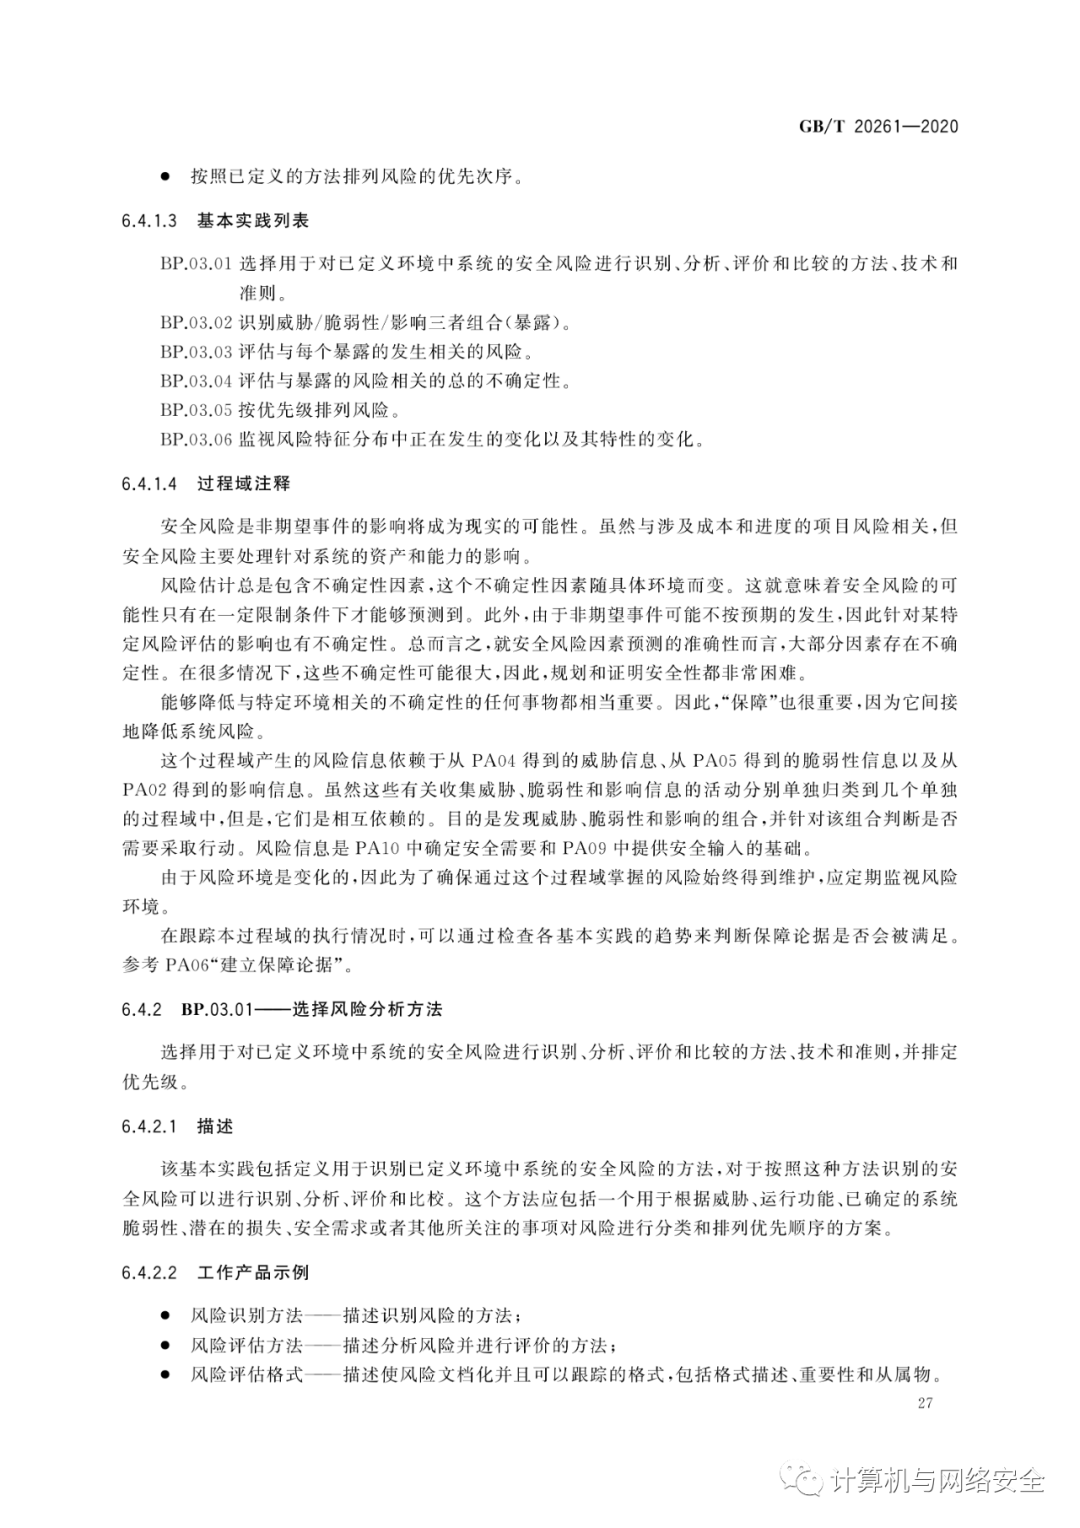 GB/T 20261—2020
● 按照已定义的方法排列风险的优先次序。
6.4.1.3 基本实践列表
BP.03.01 选择用于对已定义环境中系统的安全风险进行识别、分析、评价和比较的方法、技术和
准则。
BP.03.02 识别威胁/脆弱性/影响三者组合(暴露)。
BP.03.03 评估与每个暴露的发生相关的风险。
BP.03.04 评估与暴露的风险相关的总的不确定性。
BP.03.05 按优先级排列风险。
BP.03.06 监视风险特征分布中正在发生的变化以及其特性的变化。
6.4.1.4 过程域注释
安全风险是非期望事件的影响将成为现实的可能性。虽然与涉及成本和进度的项目风险相关,但
安全风险主要处理针对系统的资产和能力的影响。
风险估计总是包含不确定性因素,这个不确定性因素随具体环境而变。这就意味着安全风险的可
能性只有在一定限制条件下才能够预测到。此外,由于非期望事件可能不按预期的发生,因此针对某特
定风险评估的影响也有不确定性。总而言之,就安全风险因素预测的准确性而言,大部分因素存在不确
定性。在很多情况下,这些不确定性可能很大,因此,规划和证明安全性都非常困难。
能够降低与特定环境相关的不确定性的任何事物都相当重要。因此,“保障”也很重要,因为它间接
地降低系统风险。
这个过程域产生的风险信息依赖于从 PA04 得到的威胁信息、从 PA05 得到的脆弱性信息以及从
PA02 得到的影响信息。虽然这些有关收集威胁、脆弱性和影响信息的活动分别单独归类到几个单独
的过程域中,但是,它们是相互依赖的。目的是发现威胁、脆弱性和影响的组合,并针对该组合判断是否
需要采取行动。风险信息是 PA10 中确定安全需要和 PA09 中提供安全输入的基础。
由于风险环境是变化的,因此为了确保通过这个过程域掌握的风险始终得到维护,应定期监视风险
环境。
在跟踪本过程域的执行情况时,可以通过检查各基本实践的趋势来判断保障论据是否会被满足。
参考 PA06“建立保障论据”。
6.4.2 BP.03.01——选择风险分析方法
选择用于对已定义环境中系统的安全风险进行识别、分析、评价和比较的方法、技术和准则,并排定
优先级。
6.4.2.1 描述
该基本实践包括定义用于识别已定义环境中系统的安全风险的方法,对于按照这种方法识别的安
全风险可以进行识别、分析、评价和比校。这个方法应包括一个用于根据威胁、运行功能、已确定的系统
脆弱性、潜在的损失、安全需求或者其他所关注的事项对风险进行分类和排列优先顺序的方案。
6.4.2.2 工作产品示例
● 风险识别方法——描述识别风险的方法;
● 风险评估方法——描述分析风险并进行评价的方法;
● 风险评估格式——描述使风险文档化并且可以跟踪的格式,包括格式描述、重要性和从属物。
27
计算机与网络安全